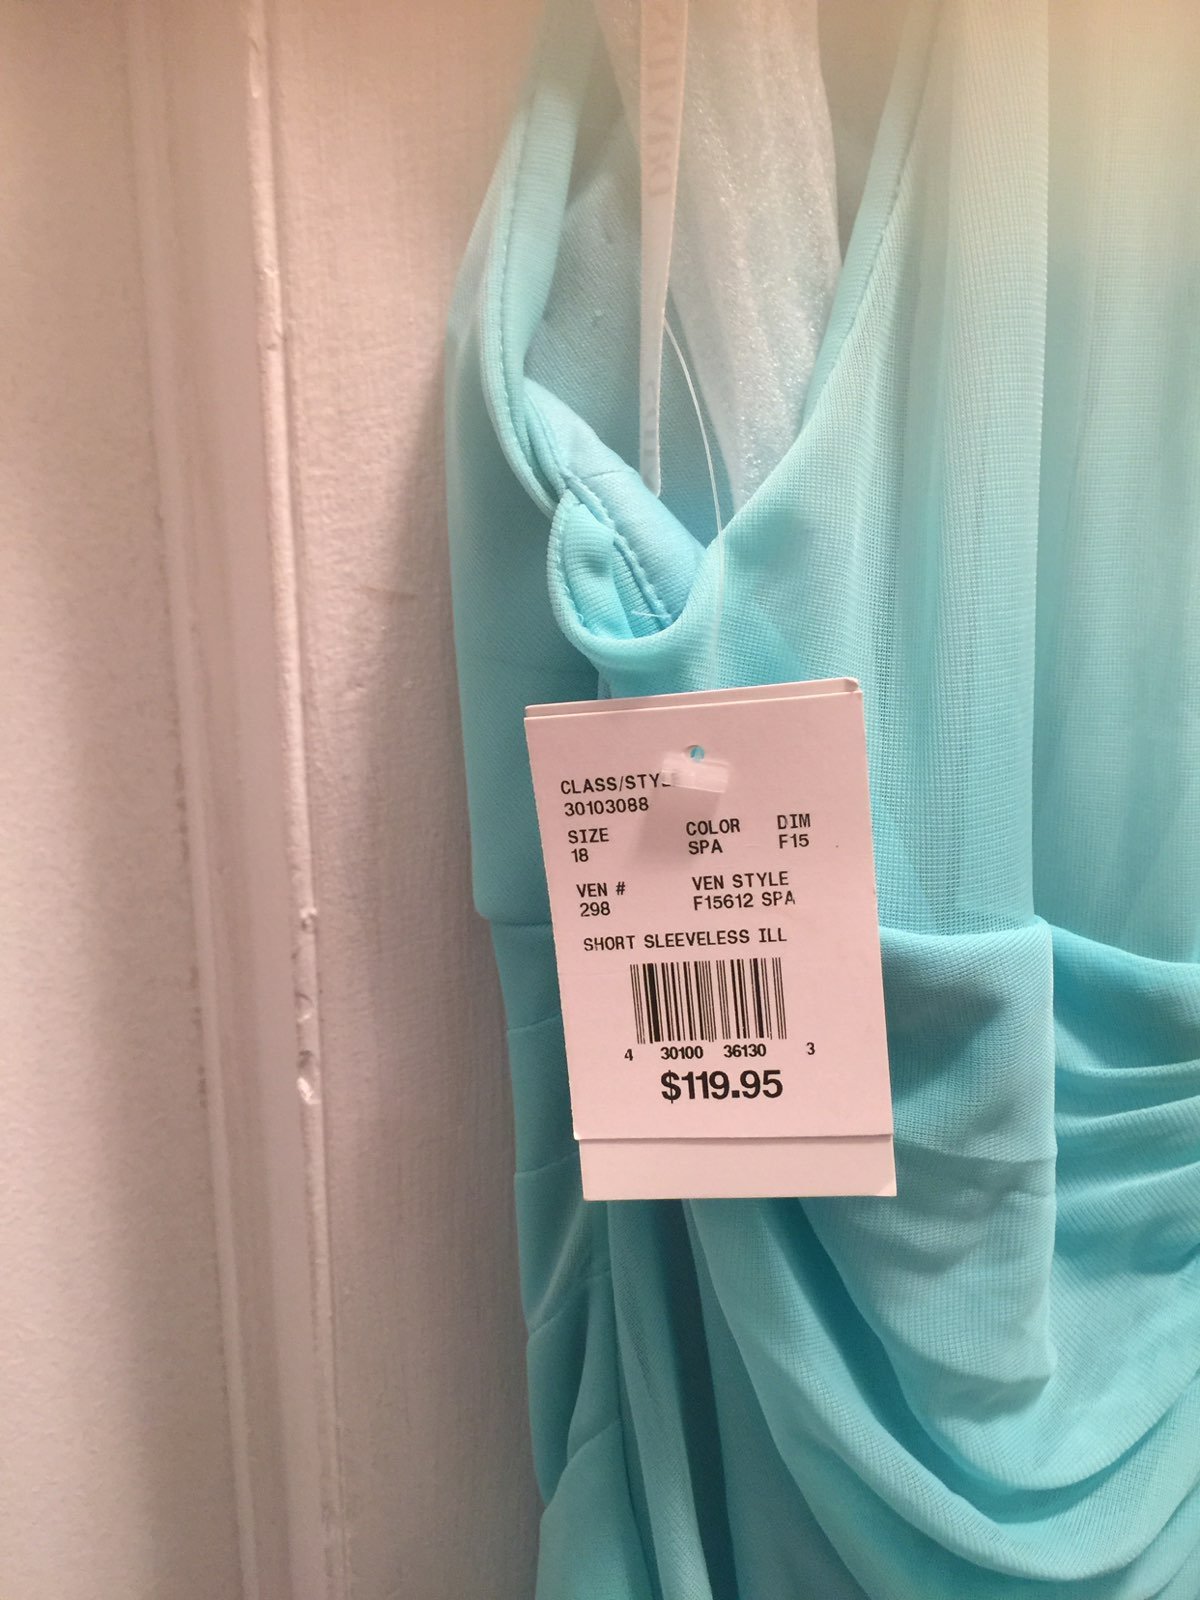 CLASS/STYL
30103088
SIZE COLOR DIM
18 SPA F15
VEN # VEN STYLE
298 F15612 SPA
SHORT SLEEVELESS ILL
4 30100 36130 3
$119.95